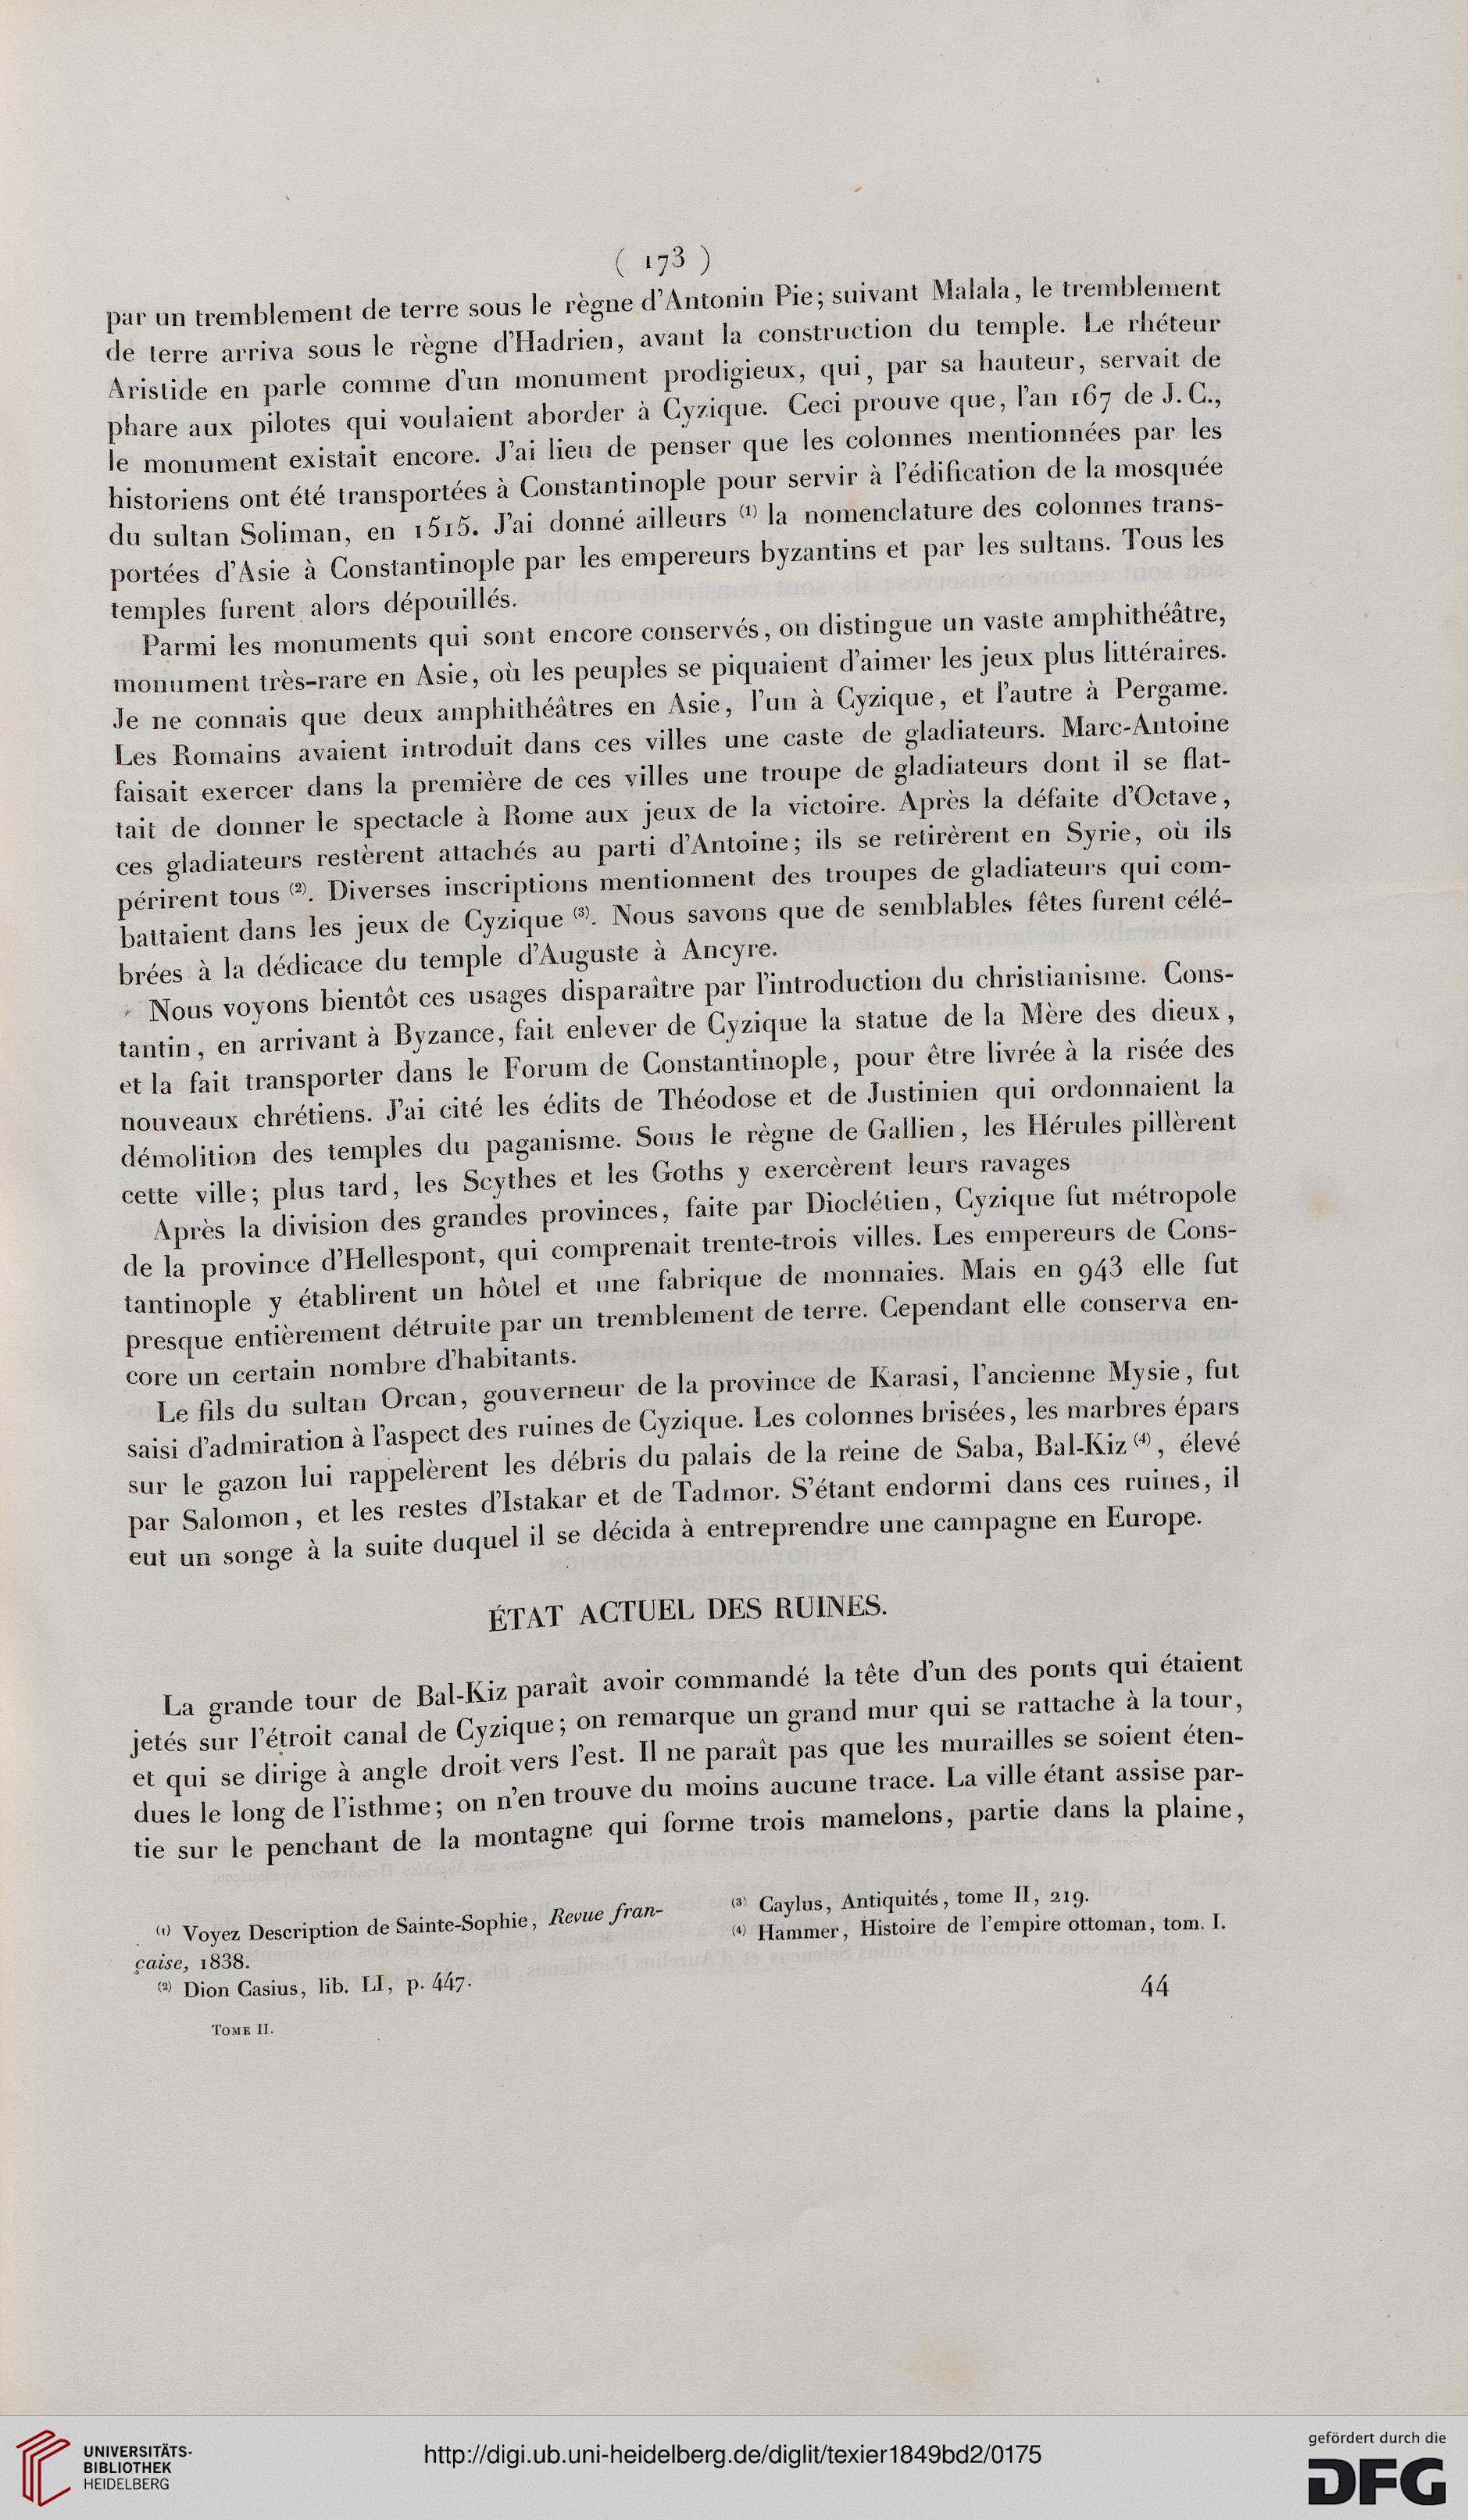 ( 173 )
par un tremblement de terre sous le règne d'Antonin Pie; suivant Malala, le tremblement
de terre arriva sous le règne d'Hadrien, avant la construction du temple. Le rhéteur
Aristide en parle comme d'un monument prodigieux, qui, par sa hauteur, servait de
phare aux pilotes qui voulaient aborder à Cyzique. Ceci prouve que, l'an 167 de J. C.,
le monument existait encore. J'ai lieu de penser que les colonnes mentionnées par les
historiens ont été transportées à Constantinople pour servir à l'édification de la mosquée
du sultan Soliman, en 1515. J'ai donné ailleurs (1) la nomenclature des colonnes trans-
portées d'Asie à Constantinople par les empereurs byzantins et par les sultans. Tous les
temples furent alors dépouillés.
Parmi les monuments qui sont encore conservés, on distingue un vaste amphithéâtre,
monument très-rare en Asie, où les peuples se piquaient d'aimer les jeux plus littéraires.
Je ne connais que deux amphithéâtres en Asie, l'un à Cyzique, et l'autre à Pergame.
Les Romains avaient introduit dans ces villes une caste de gladiateurs. Marc-Antoine
faisait exercer dans la première de ces villes une troupe de gladiateurs dont il se flat-
tait de donner le spectacle à Rome aux jeux de la victoire. Après la défaite d'Octave,
ces gladiateurs restèrent attachés au parti d'Antoine; ils se retirèrent en Syrie, où ils
périrent tous (2). Diverses inscriptions mentionnent des troupes de gladiateurs qui com-
battaient dans les jeux de Cyzique (3). Nous savons que de semblables fêtes furent célé-
brées à la dédicace du temple d'Auguste à Ancyre.
Nous voyons bientôt ces usages disparaître par l'introduction du christianisme. Cons-
tantin, en arrivant à Byzance, fait enlever de Cyzique la statue de la Mère des dieux,
et la fait transporter dans le Forum de Constantinople, pour être livrée à la risée des
nouveaux chrétiens. J'ai cité les édits de Théodose et de Justinien qui ordonnaient la
démolition des temples du paganisme. Sous le règne de Gallien, les Hérules pillèrent
cette ville; plus tard, les Scythes et les Goths y exercèrent leurs ravages
Après la division des grandes provinces, faite par Dioclétien, Cyzique fut métropole
de la province d'Hellespont, qui comprenait trente-trois villes. Les empereurs de Cons-
tantinople y établirent un hôtel et une fabrique de monnaies. Mais en 943 elle fut
presque entièrement détruite par un tremblement de terre. Cependant elle conserva en-
core un certain nombre d'habitants.
Le fils du sultan Orcan, gouverneur de la province de Karasi, l'ancienne Mysie, fut
saisi d'admiration à l'aspect des ruines de Cyzique. Les colonnes brisées, les marbres épars
sur le gazon lui rappelèrent les débris du palais de la reine de Saba, Bal-Kiz (4), élevé
par Salomon, et les restes d'Istakar et de Tadmor. S'étant endormi dans ces ruines, il
eut un songe à la suite duquel il se décida à entreprendre une campagne en Europe.
ÉTAT ACTUEL DES RUINES.
La grande tour de Bal-Kiz paraît avoir commandé la tête d'un des ponts qui étaient
jetés sur l'étroit canal de Cyzique; on remarque un grand mur qui se rattache à la tour,
et qui se dirige à angle droit vers l'est. Il ne paraît pas que les murailles se soient éten-
dues le long de l'isthme; on n'en trouve du moins aucune trace. La ville étant assise par-
tie sur le penchant de la montagne qui forme trois mamelons, partie dans la plaine,
(1) Voyez Description de Sainte-Sophie, Revue fran-
çaise, 1838.
(2) Dion Casius, lib. LI, p. 447.
(3) Caylus, Antiquités, tome II, 219.
(4) Hammer, Histoire de l'empire ottoman, tom. I.
TOME II.
44
UNIVERSITÄTS-
BIBLIOTHEK
HEIDELBERG
http://digi.ub.uni-heidelberg.de/diglit/texier1849bd2/0175
gefördert durch die
DFG